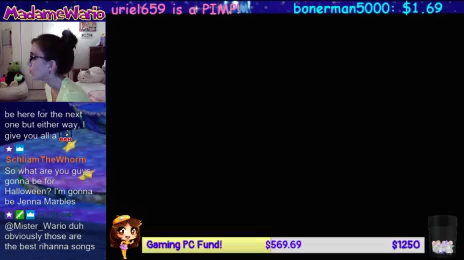 MadameWario
uriel659 is a PIMP!
bonerman5000: $1.69
be here for the next
one but either way, I
give you all a
SchliamTheWhorm
So what are you guys
gonna be for
Halloween? I'm gonna
be Jenna Marbles
@Mister_Wario duh
obviously those are
the best rihanna songs
Gaming PC Fund!
$569.69
$1250